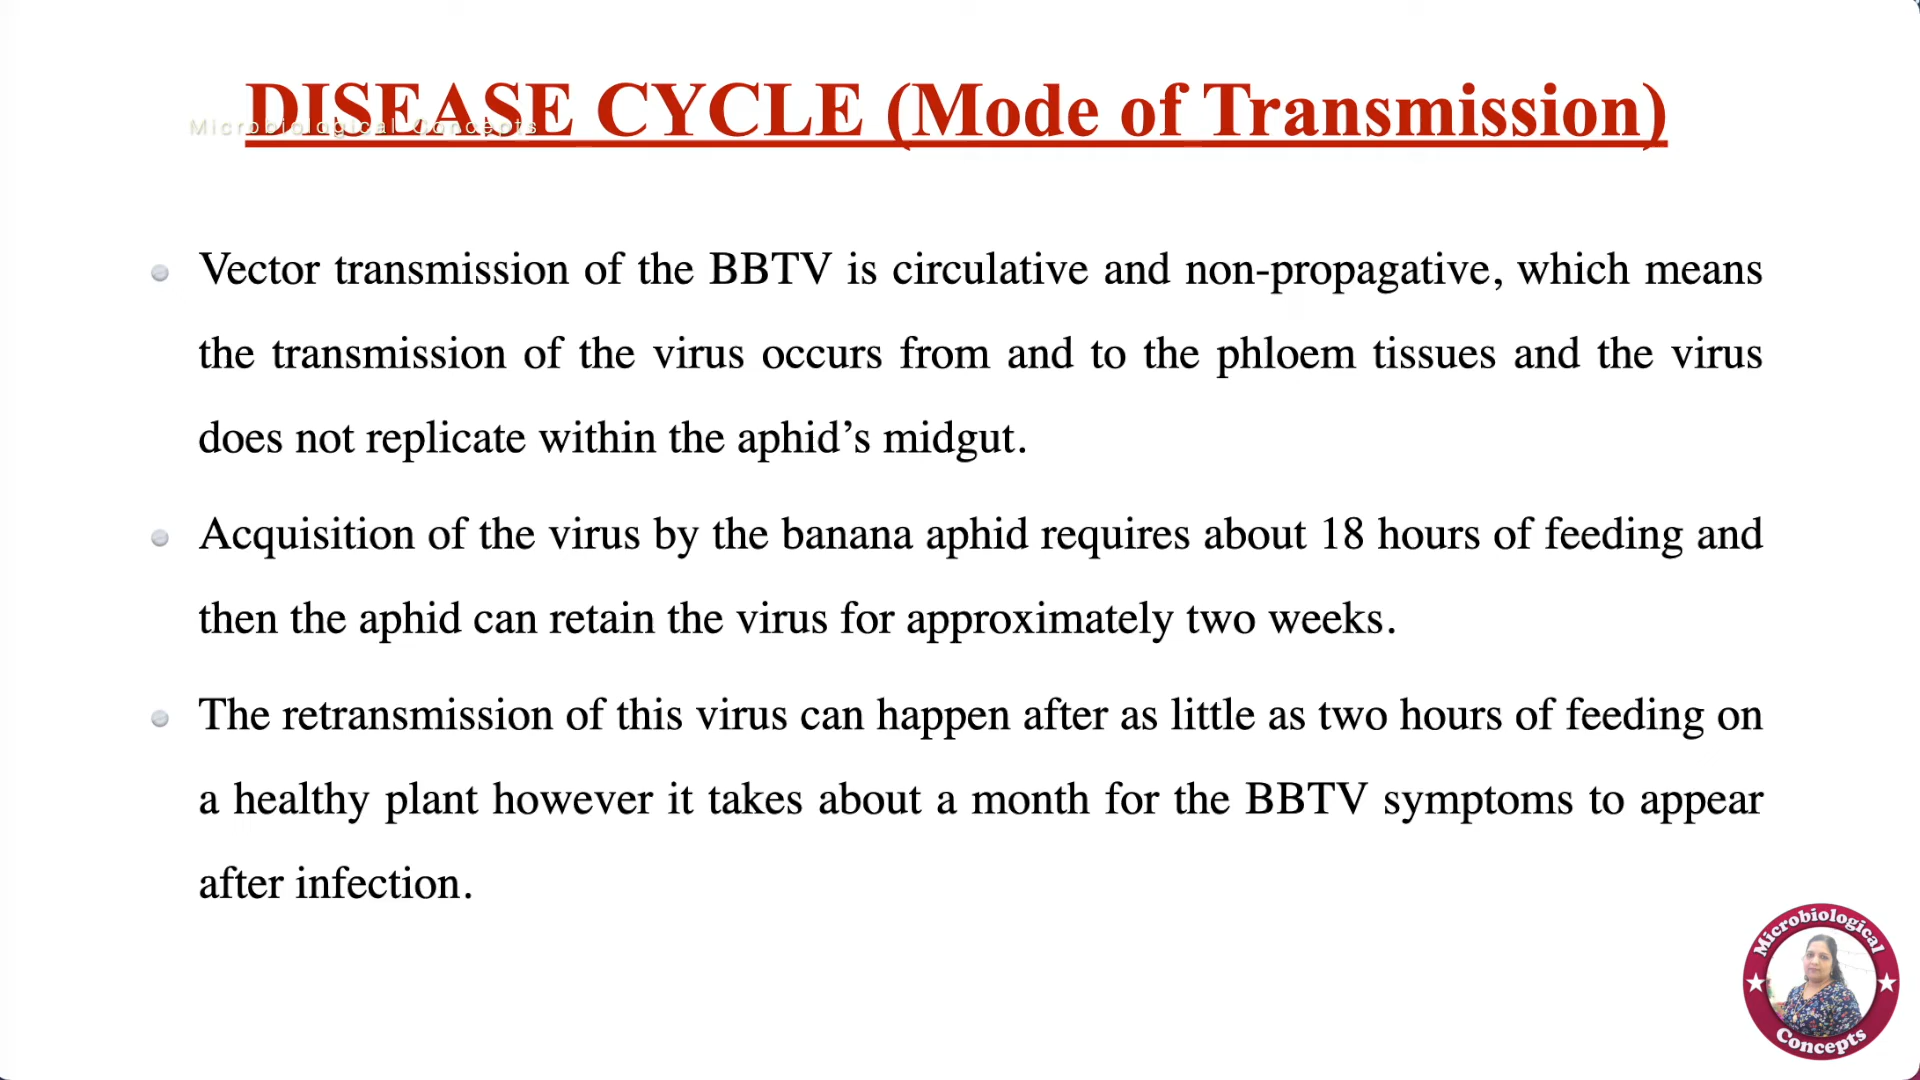 DISEASE CYCLE (Mode of Transmission)
Microbiological Concepts
Vector transmission of the BBTV is circulative and non-propagative, which means
the transmission of the virus occurs from and to the phloem tissues and the virus
does not replicate within the aphid’s midgut.
Acquisition of the virus by the banana aphid requires about 18 hours of feeding and
then the aphid can retain the virus for approximately two weeks.
The retransmission of this virus can happen after as little as two hours of feeding on
a healthy plant however it takes about a month for the BBTV symptoms to appear
after infection.
Microbiological
Concepts